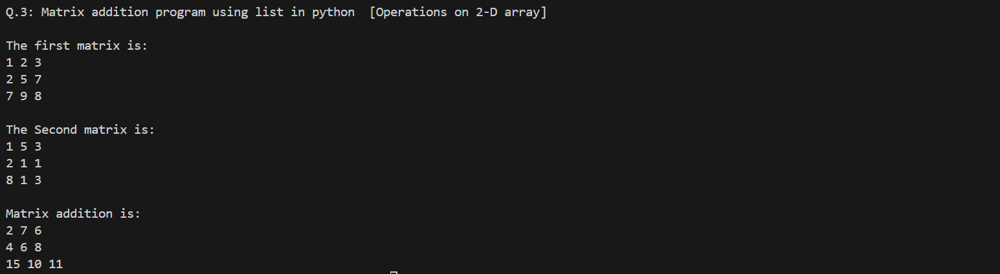 Q.3: Matrix addition program using list in python  [Operations on 2-D array]
The first matrix is:
1 2 3
2 5 7
7 9 8
The Second matrix is:
1 5 3
2 1 1
8 1 3
Matrix addition is:
2 7 6
4 6 8
15 10 11